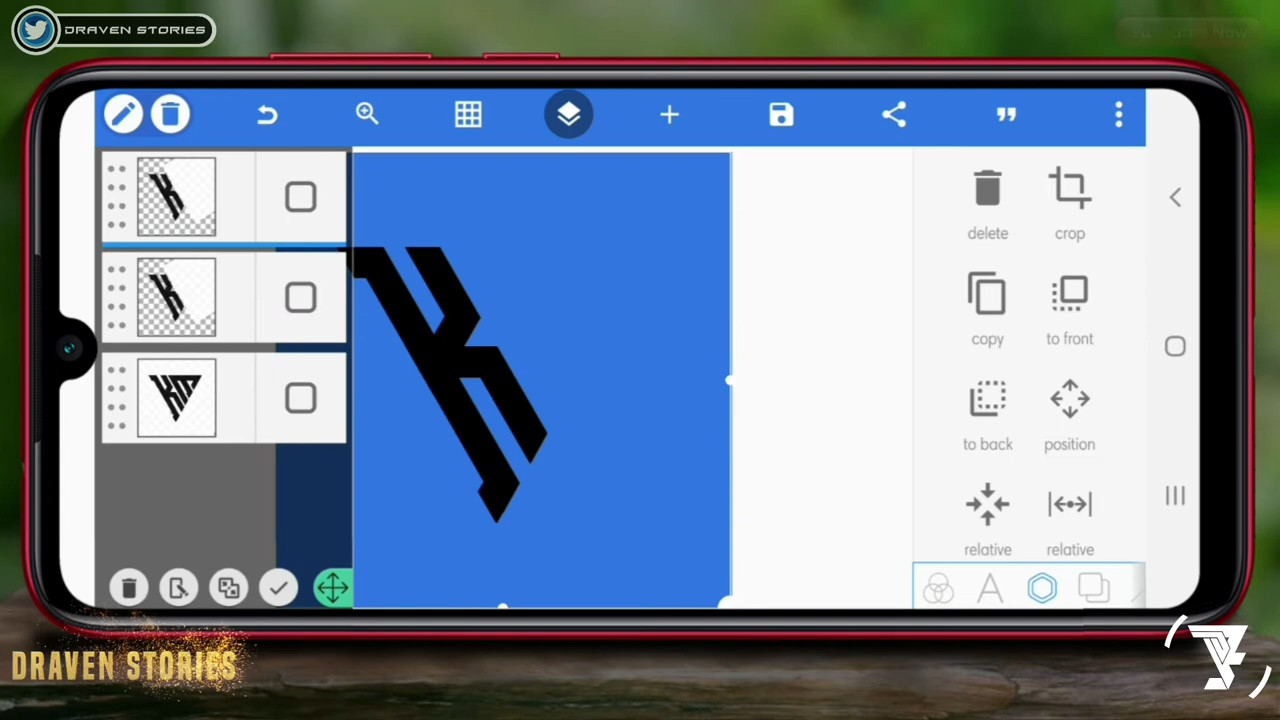 DRAVEN STORIES
delete
crop
copy
to front
to back
position
relative
relative
DRAVEN STORIES